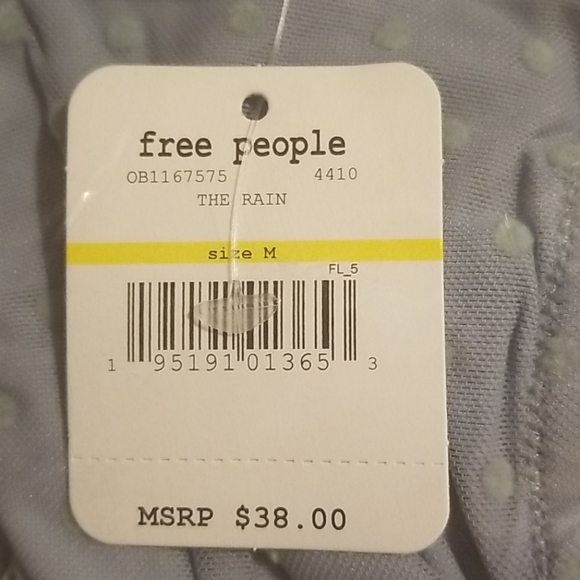 free people
OB1167575 4410
THE RAIN
size M
FL_5
1 95191 01365 3
MSRP $38.00